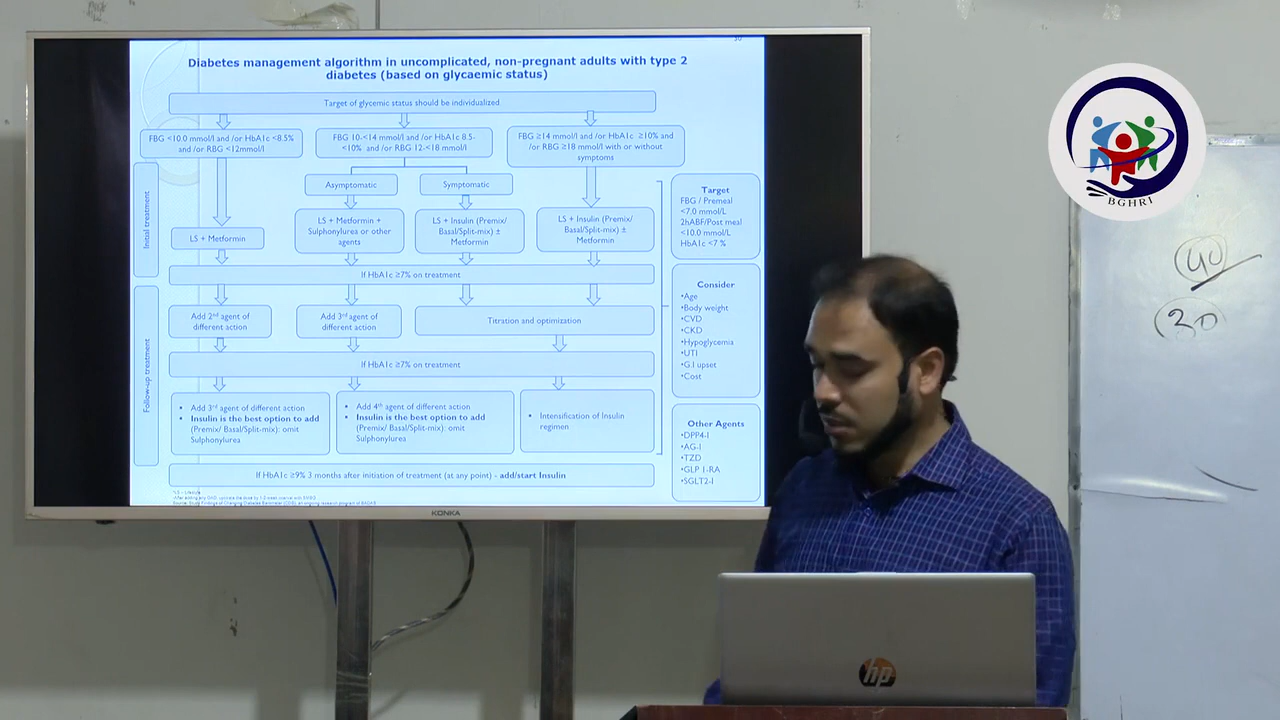 30
Diabetes management algorithm in uncomplicated, non-pregnant adults with type 2
diabetes (based on glycaemic status)
Target of glycemic status should be individualized
FBG <10.0 mmol/l and /or HbA1c <8.5%
and /or RBG <12mmol/l
FBG 10-<14 mmol/l and /or HbA1c 8.5-
<10% and /or RBG 12-<18 mmol/l
FBG ≥14 mmol/l and /or HbA1c ≥10% and
/or RBG ≥18 mmol/l with or without
symptoms
Initial treatment
Asymptomatic
Symptomatic
LS + Metformin
LS + Metformin +
Sulphonylurea or other
agents
LS + Insulin (Premix/
Basal/Split-mix) ±
Metformin
LS + Insulin (Premix/
Basal/Split-mix) ±
Metformin
If HbA1c ≥7% on treatment
Follow-up treatment
Add 2nd agent of
different action
Add 3rd agent of
different action
Titration and optimization
If HbA1c ≥7% on treatment
• Add 3rd agent of different action
• Insulin is the best option to add
(Premix/ Basal/Split-mix): omit
Sulphonylurea
• Add 4th agent of different action
• Insulin is the best option to add
(Premix/ Basal/Split-mix): omit
Sulphonylurea
• Intensification of Insulin
regimen
If HbA1c ≥9% 3 months after initiation of treatment (at any point) - add/start Insulin
Target
FBG / Premeal
<7.0 mmol/L
2hABF/Post meal
<10.0 mmol/L
HbA1c <7 %
Consider
•Age
•Body weight
•CVD
•CKD
•Hypoglycemia
•UTI
•G.I upset
•Cost
Other Agents
•DPP4-I
•AG-I
•TZD
•GLP 1-RA
•SGLT2-I
KONKA
BGHRI
40
30
hp